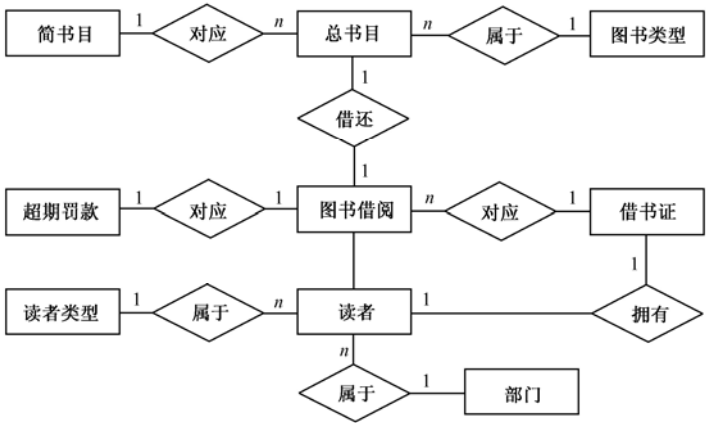 简书目 1 对应 n 总书目 n 属于 1 图书类型
1
借还
1
超期罚款 1 对应 1 图书借阅 n 对应 1 借书证
1
读者类型 1 属于 n 读者 1 拥有
n
属于 1 部门